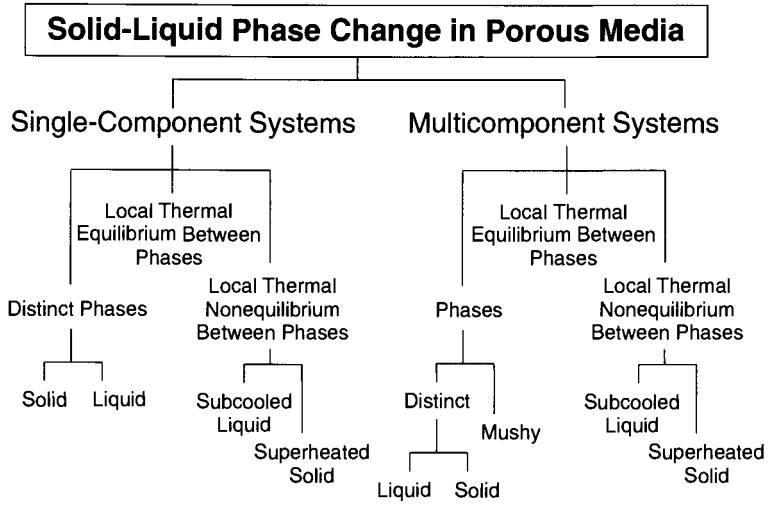 Solid-Liquid Phase Change in Porous Media
Single-Component Systems
Multicomponent Systems
Local Thermal
Equilibrium Between
Phases
Distinct Phases
Local Thermal
Nonequilibrium
Between Phases
Solid
Liquid
Subcooled
Liquid
Superheated
Solid
Local Thermal
Equilibrium Between
Phases
Phases
Local Thermal
Nonequilibrium
Between Phases
Distinct
Mushy
Liquid
Solid
Subcooled
Liquid
Superheated
Solid